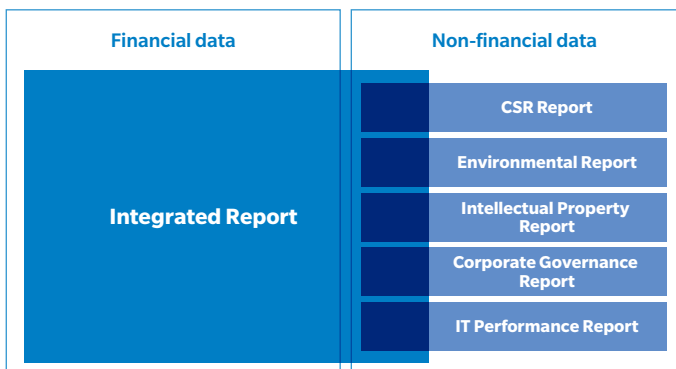 Financial data
Non-financial data
Integrated Report
CSR Report
Environmental Report
Intellectual Property
Report
Corporate Governance
Report
IT Performance Report